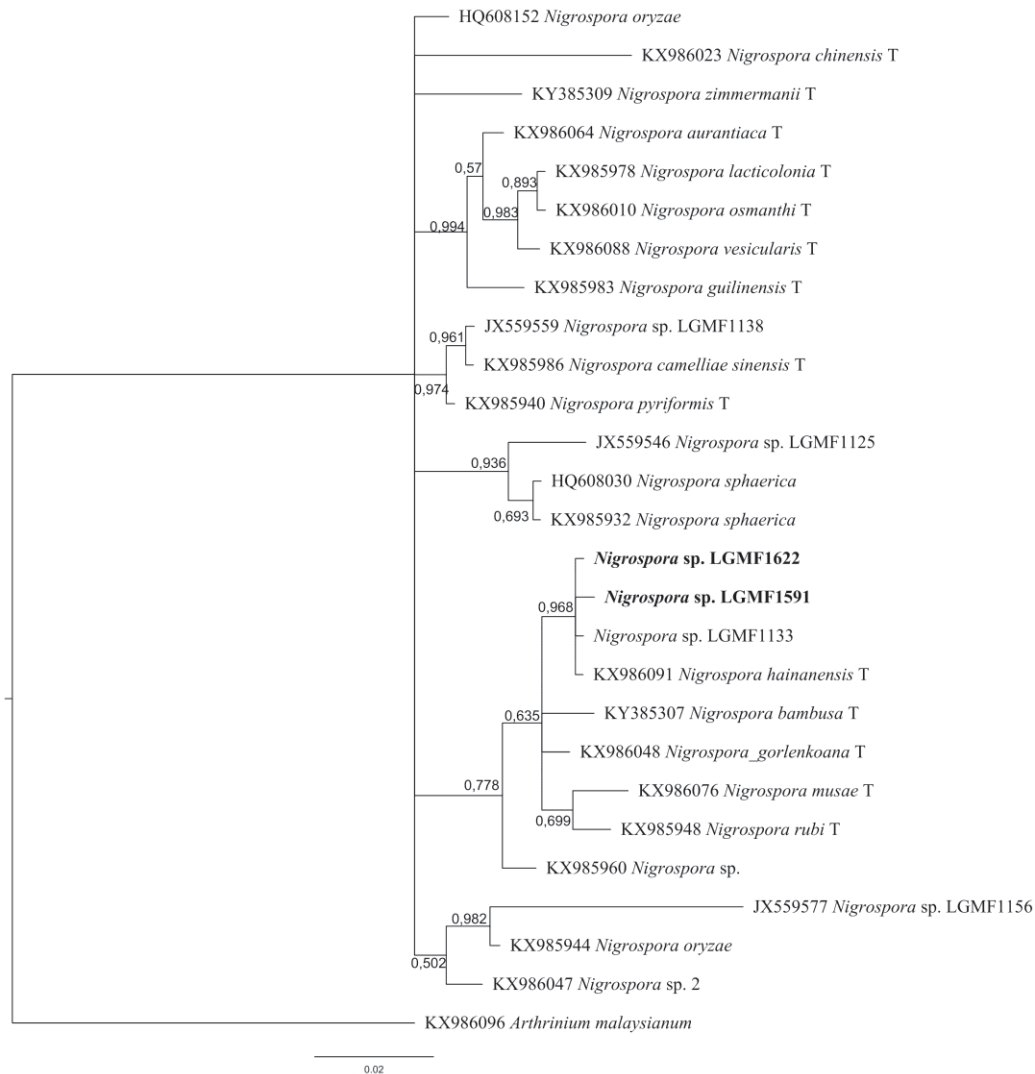 HQ608152 Nigrospora oryzae
KX986023 Nigrospora chinensis T
KY385309 Nigrospora zimmermanii T
KX986064 Nigrospora aurantiaca T
0,57
KX985978 Nigrospora lacticolonia T
0,893
KX986010 Nigrospora osmanthi T
0,983
0,994
KX986088 Nigrospora vesicularis T
KX985983 Nigrospora guilinensis T
JX559559 Nigrospora sp. LGMF1138
0,961
KX985986 Nigrospora camelliae sinensis T
0,974
KX985940 Nigrospora pyriformis T
JX559546 Nigrospora sp. LGMF1125
0,936
HQ608030 Nigrospora sphaerica
0,693
KX985932 Nigrospora sphaerica
Nigrospora sp. LGMF1622
Nigrospora sp. LGMF1591
0,968
Nigrospora sp. LGMF1133
KX986091 Nigrospora hainanensis T
0,635
KY385307 Nigrospora bambusa T
KX986048 Nigrospora_gorlenkoana T
0,778
KX986076 Nigrospora musae T
0,699
KX985948 Nigrospora rubi T
KX985960 Nigrospora sp.
JX559577 Nigrospora sp. LGMF1156
0,982
KX985944 Nigrospora oryzae
0,502
KX986047 Nigrospora sp. 2
KX986096 Arthrinium malaysianum
0.02